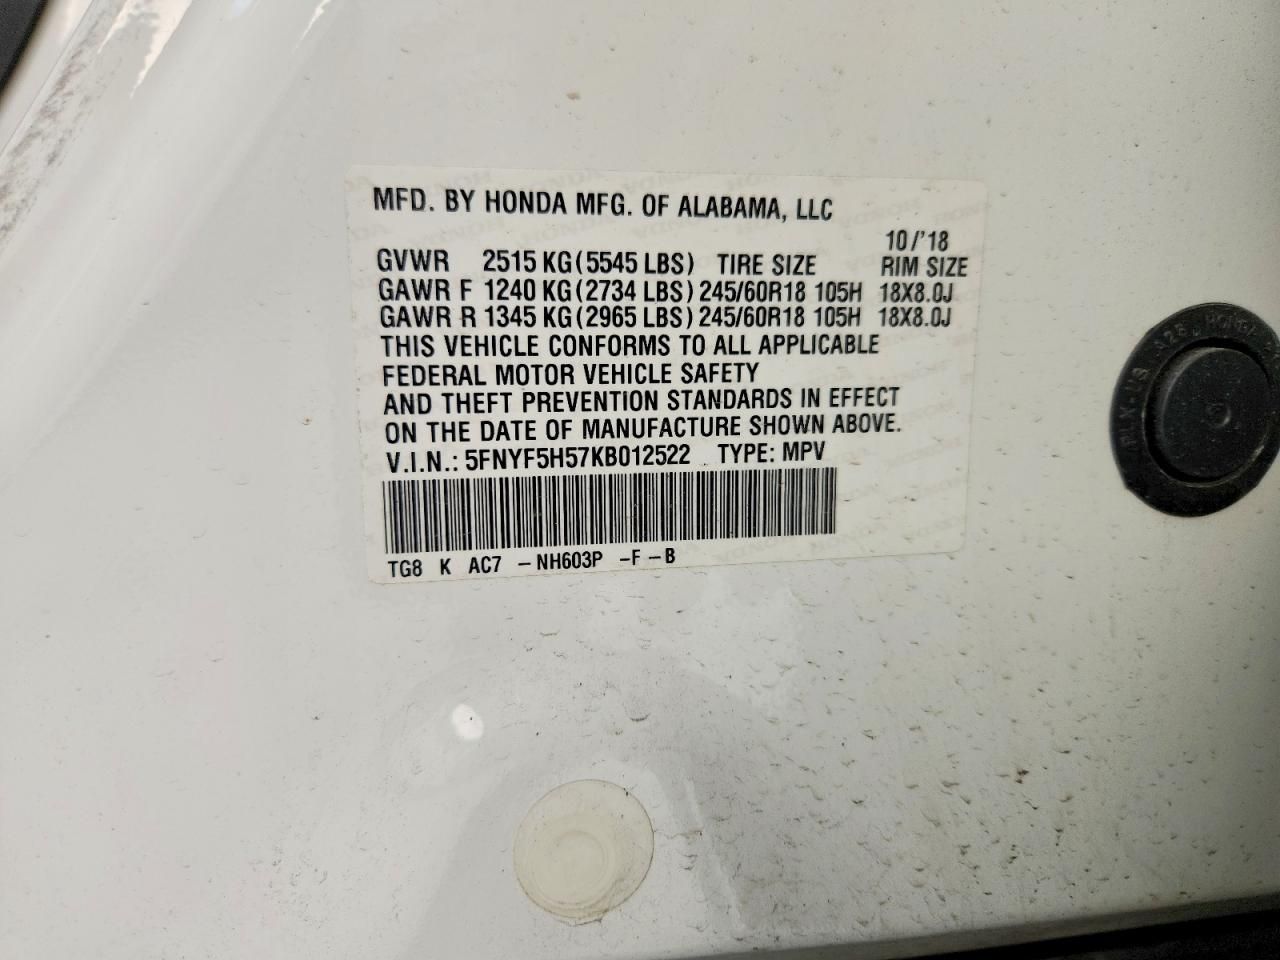 MFD. BY HONDA MFG. OF ALABAMA, LLC
10/'18
GVWR 2515 KG (5545 LBS) TIRE SIZE RIM SIZE
GAWR F 1240 KG (2734 LBS) 245/60R18 105H 18X8.0J
GAWR R 1345 KG (2965 LBS) 245/60R18 105H 18X8.0J
THIS VEHICLE CONFORMS TO ALL APPLICABLE
FEDERAL MOTOR VEHICLE SAFETY
AND THEFT PREVENTION STANDARDS IN EFFECT
ON THE DATE OF MANUFACTURE SHOWN ABOVE.
V.I.N.: 5FNYF5H57KB012522 TYPE: MPV
TG8 K AC7 -NH603P -F-B
HONDA